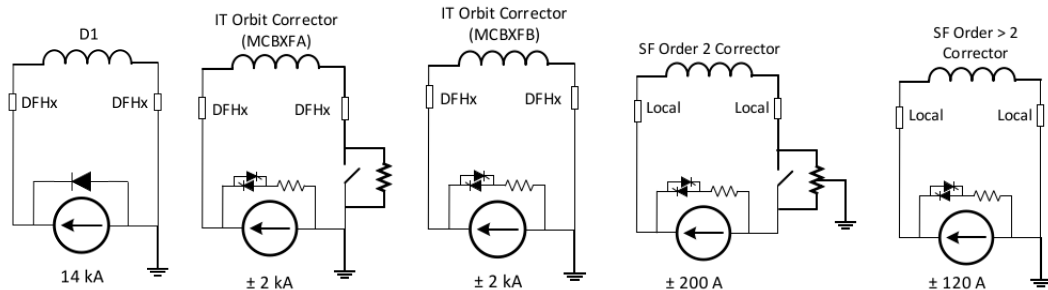 D1
DFHx
DFHx
14 kA
IT Orbit Corrector
(MCBXFA)
DFHx
DFHx
± 2 kA
IT Orbit Corrector
(MCBXFB)
DFHx
DFHx
± 2 kA
SF Order 2 Corrector
Local
Local
± 200 A
SF Order > 2
Corrector
Local
Local
± 120 A